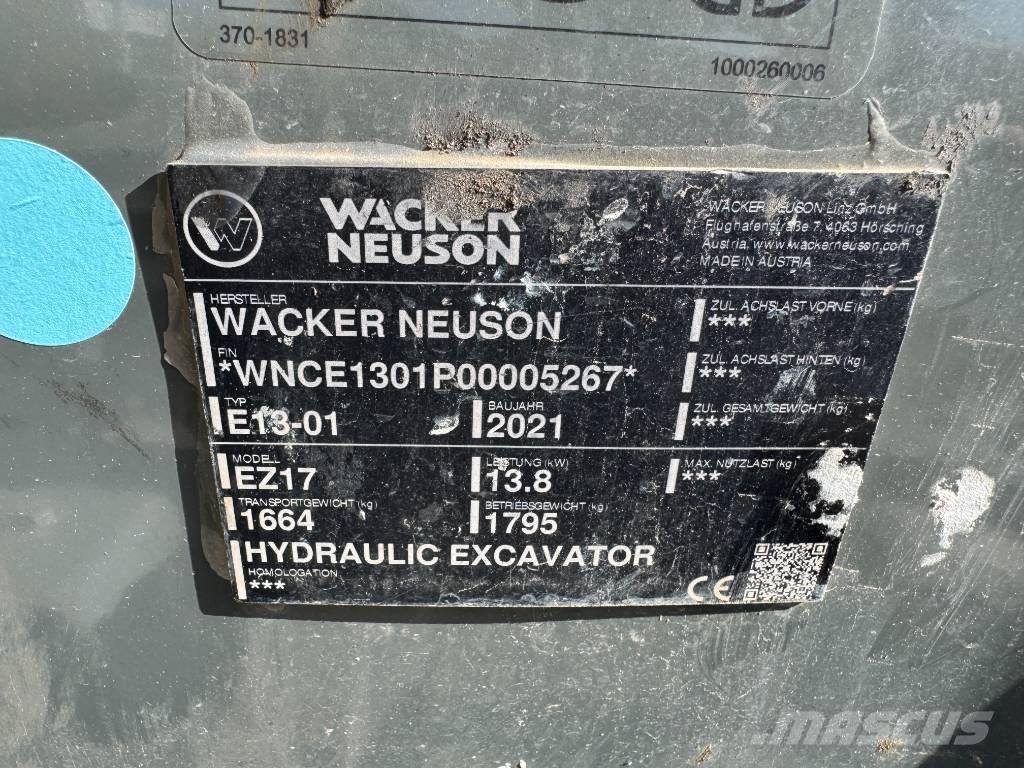 370-1831
1000260006
W
WACKER
NEUSON
WACKER NEUSON Linz GmbH
Flughafenstraße 7, 4063 Hörsching
Austria, www.wackerneuson.com
MADE IN AUSTRIA
HERSTELLER
WACKER NEUSON
ZUL. ACHSLAST VORNE (kg)
***
FIN
*WNCE1301P00005267*
ZUL. ACHSLAST HINTEN (kg)
***
TYP
E13-01
BAUJAHR
2021
ZUL. GESAMTGEWICHT (kg)
***
MODELL
EZ17
LEISTUNG (kW)
13.8
MAX. NUTZLAST (kg)
***
TRANSPORTGEWICHT (kg)
1664
BETRIEBSGEWICHT (kg)
1795
HYDRAULIC EXCAVATOR
HOMOLOGATION
***
CE
MASCUS